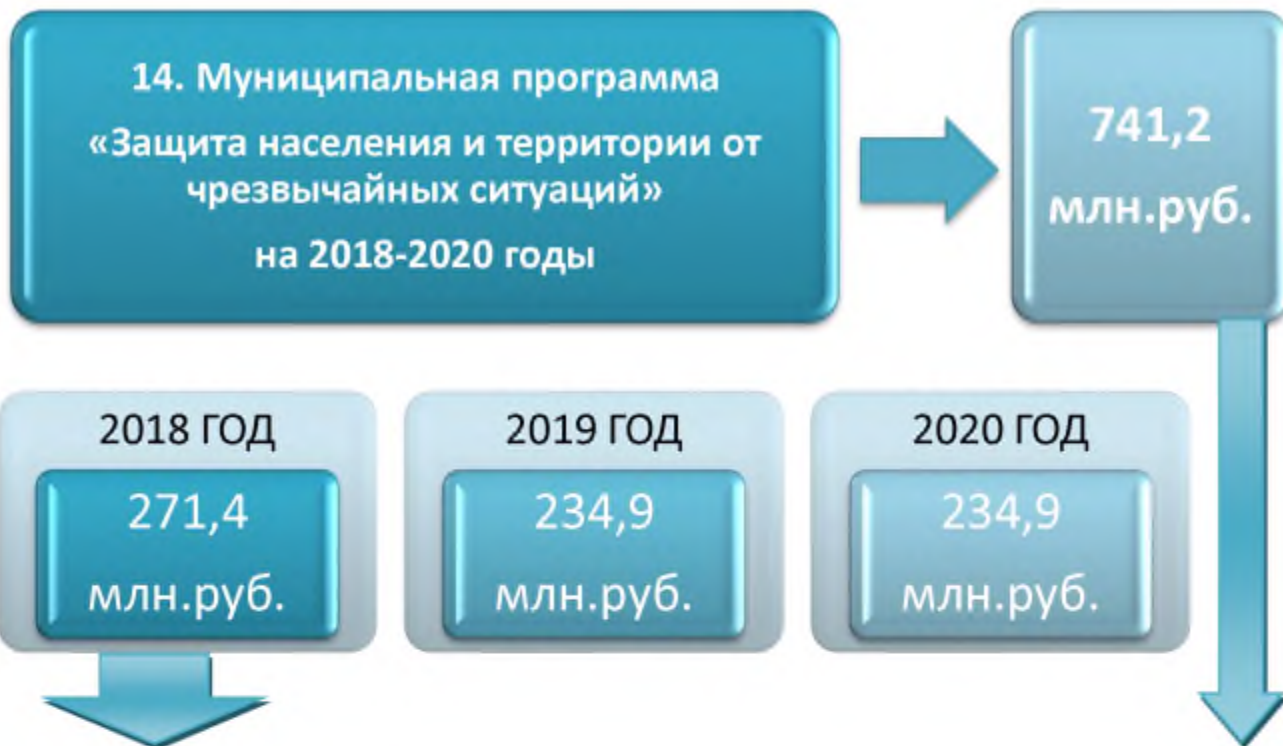 14. Муниципальная программа
«Защита населения и территории от
чрезвычайных ситуаций»
на 2018-2020 годы
741,2
млн.руб.
2018 ГОД
271,4
млн.руб.
2019 ГОД
234,9
млн.руб.
2020 ГОД
234,9
млн.руб.